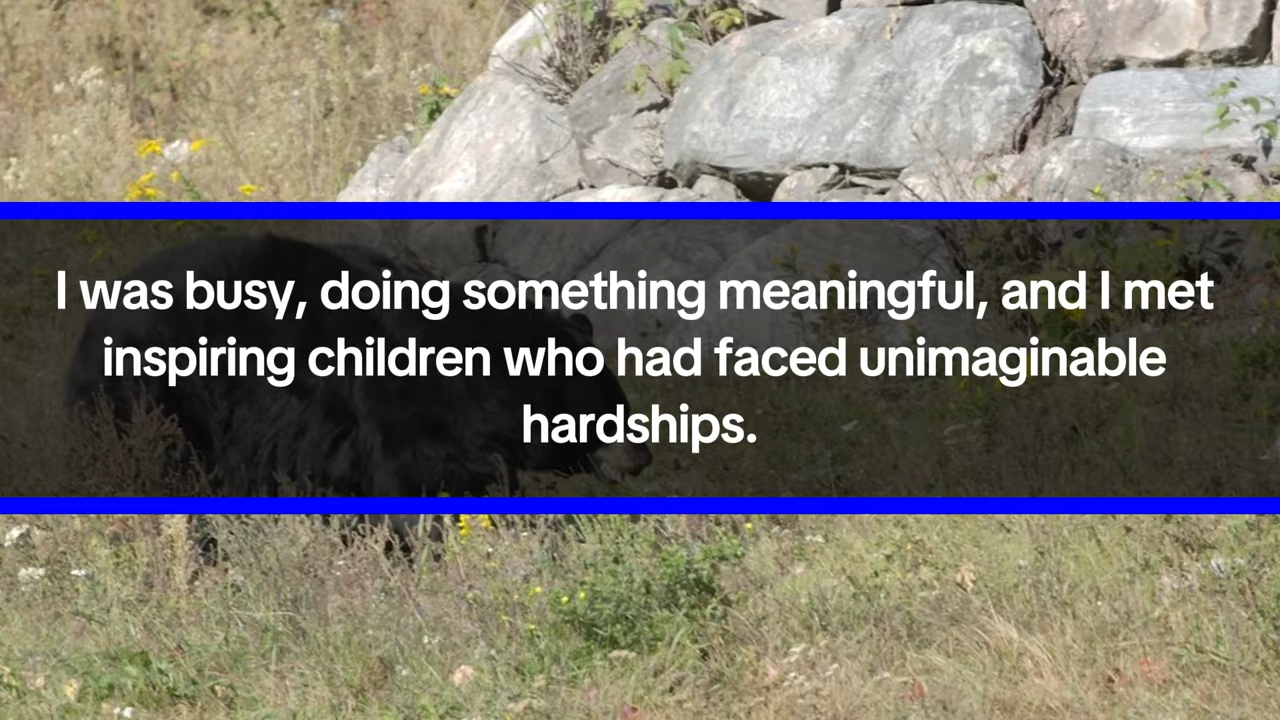 I was busy, doing something meaningful, and I met
inspiring children who had faced unimaginable
hardships.